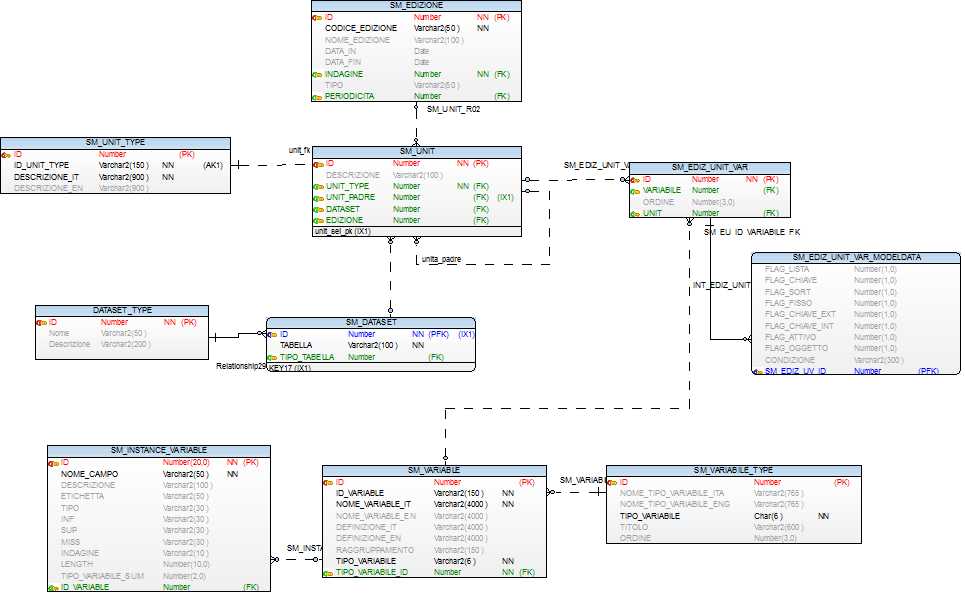 SM_EDIZIONE
ID Number NN (PK)
CODICE_EDIZIONE Varchar2(50 ) NN
NOME_EDIZIONE Varchar2(100 )
DATA_IN Date
DATA_FIN Date
INDAGINE Number NN (FK)
TIPO Varchar2(50 )
PERIODICITA Number (FK)
SM_UNIT_R02
SM_UNIT_TYPE
ID Number (PK)
ID_UNIT_TYPE Varchar2(150 ) NN (AK1)
DESCRIZIONE_IT Varchar2(900 ) NN
DESCRIZIONE_EN Varchar2(900 )
unit_fk
SM_UNIT
ID Number NN (PK)
DESCRIZIONE Varchar2(100 )
UNIT_TYPE Number NN (FK)
UNIT_PADRE Number (FK) (IX1)
DATASET Number (FK)
EDIZIONE Number (FK)
unit_sel_pk (IX1)
SM_EDIZ_UNIT_V
SM_EDIZ_UNIT_VAR
ID Number NN (PK)
VARIABILE Number (FK)
ORDINE Number(3,0)
UNIT Number (FK)
SM_EU_ID_VARIABILE_FK
unita_padre
INT_EDIZ_UNIT
SM_EDIZ_UNIT_VAR_MODELDATA
FLAG_LISTA Number(1,0)
FLAG_CHIAVE Number(1,0)
FLAG_SORT Number(1,0)
FLAG_FISSO Number(1,0)
FLAG_CHIAVE_EXT Number(1,0)
FLAG_CHIAVE_INT Number(1,0)
FLAG_ATTIVO Number(1,0)
FLAG_OGGETTO Number(1,0)
CONDIZIONE Varchar2(300 )
SM_EDIZ_UV_ID Number (PFK)
DATASET_TYPE
ID Number NN (PK)
Nome Varchar2(50 )
Descrizione Varchar2(200 )
Relationship29
SM_DATASET
ID Number NN (PFK) (IX1)
TABELLA Varchar2(100 ) NN
TIPO_TABELLA Number (FK)
KEY17 (IX1)
SM_INSTANCE_VARIABLE
ID Number(20,0) NN (PK)
NOME_CAMPO Varchar2(50 ) NN
DESCRIZIONE Varchar2(100 )
ETICHETTA Varchar2(50 )
TIPO Varchar2(30 )
INF Varchar2(30 )
SUP Varchar2(30 )
MISS Varchar2(30 )
INDAGINE Varchar2(10 )
LENGTH Number(10,0)
TIPO_VARIABILE_SUM Number(2,0)
ID_VARIABLE Number (FK)
SM_INSTA
SM_VARIABLE
ID Number (PK)
ID_VARIABLE Varchar2(150 ) NN
NOME_VARIABLE_IT Varchar2(4000 ) NN
NOME_VARIABLE_EN Varchar2(4000 )
DEFINIZIONE_IT Varchar2(4000 )
DEFINIZIONE_EN Varchar2(4000 )
RAGGRUPPAMENTO Varchar2(150 )
TIPO_VARIABLE Varchar2(6 ) NN
TIPO_VARIABLE_ID Number NN (FK)
SM_VARIABI
SM_VARIABILE_TYPE
ID Number (PK)
NOME_TIPO_VARIABILE_ITA Varchar2(765 )
NOME_TIPO_VARIABILE_ENG Varchar2(765 )
TIPO_VARIABILE Char(6 ) NN
TITOLO Varchar2(600 )
ORDINE Number(3,0)